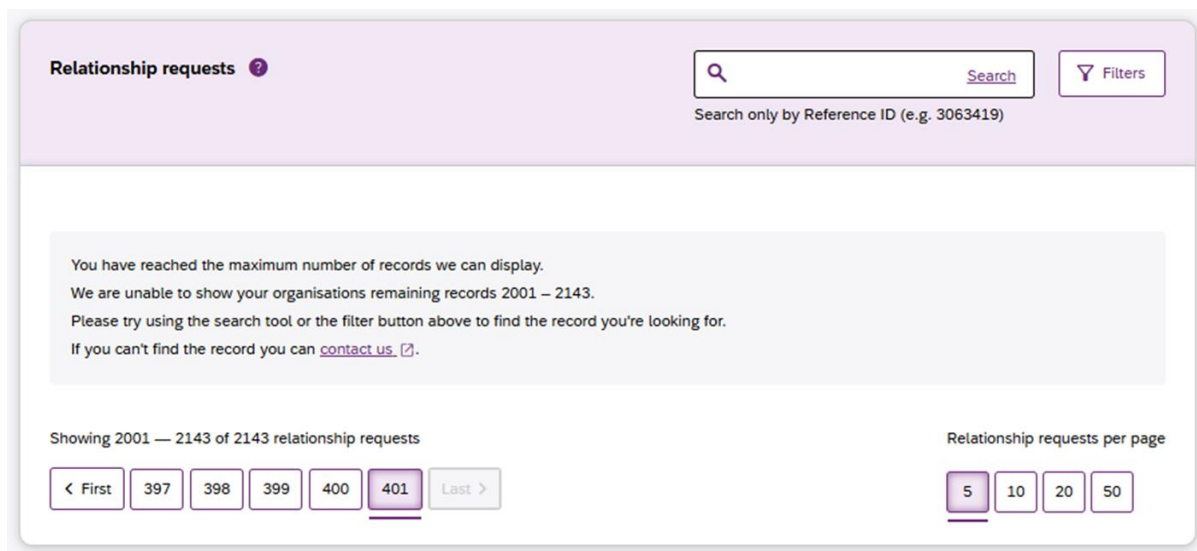 Relationship requests ?
Search
Filters
Search only by Reference ID (e.g. 3063419)
You have reached the maximum number of records we can display.
We are unable to show your organisations remaining records 2001 – 2143.
Please try using the search tool or the filter button above to find the record you're looking for.
If you can't find the record you can contact us.
Showing 2001 — 2143 of 2143 relationship requests
Relationship requests per page
< First 397 398 399 400 401 Last >
5 10 20 50